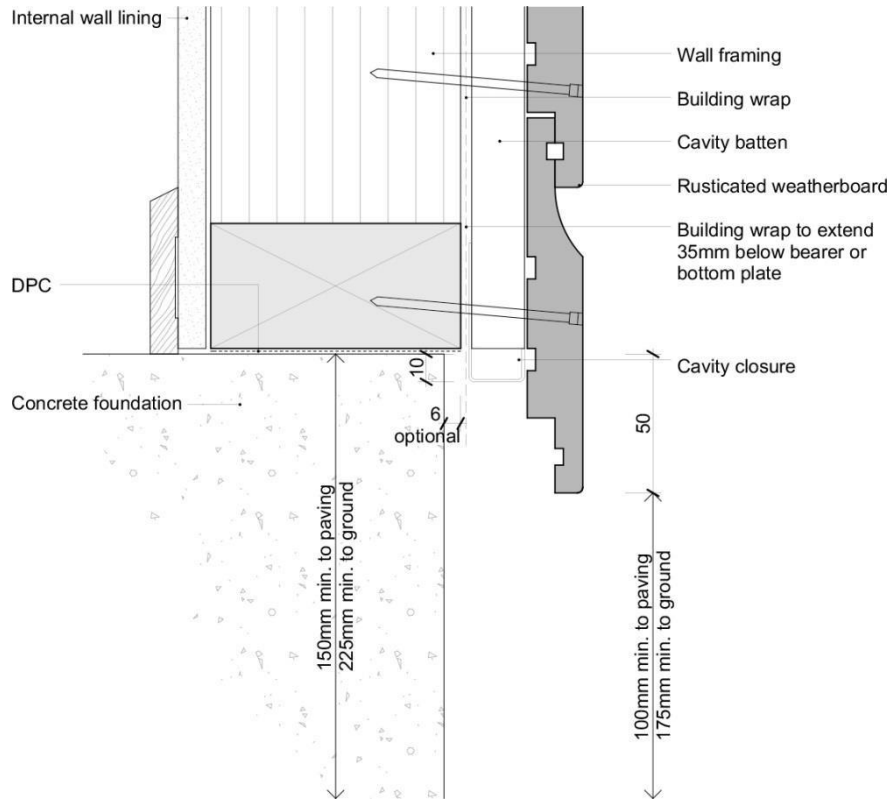 Internal wall lining
Wall framing
Building wrap
Cavity batten
Rusticated weatherboard
Building wrap to extend
35mm below bearer or
bottom plate
DPC
Cavity closure
10
Concrete foundation
6
optional
50
150mm min. to paving
225mm min. to ground
100mm min. to paving
175mm min. to ground